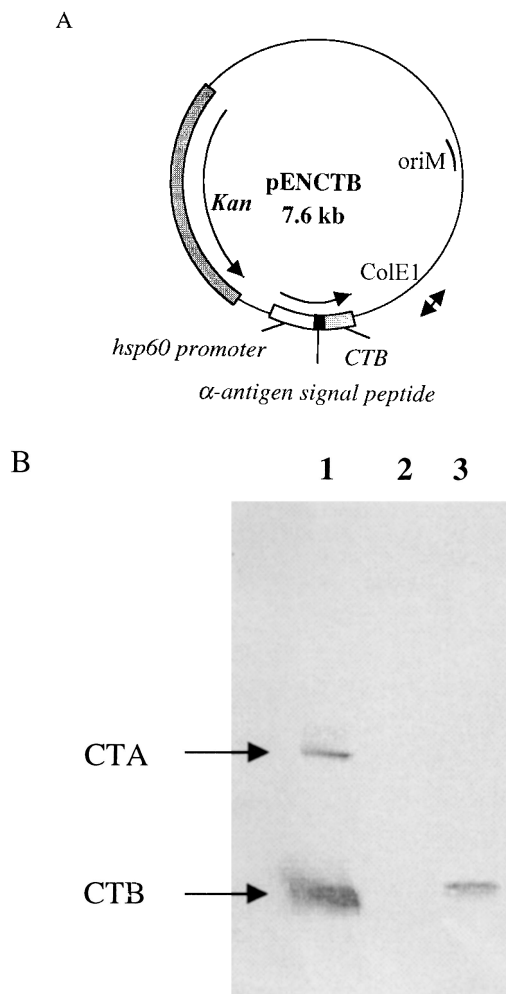 A
oriM
pENCTB
7.6 kb
Kan
ColE1
hsp60 promoter
CTB
α-antigen signal peptide
B
1 2 3
CTA
CTB